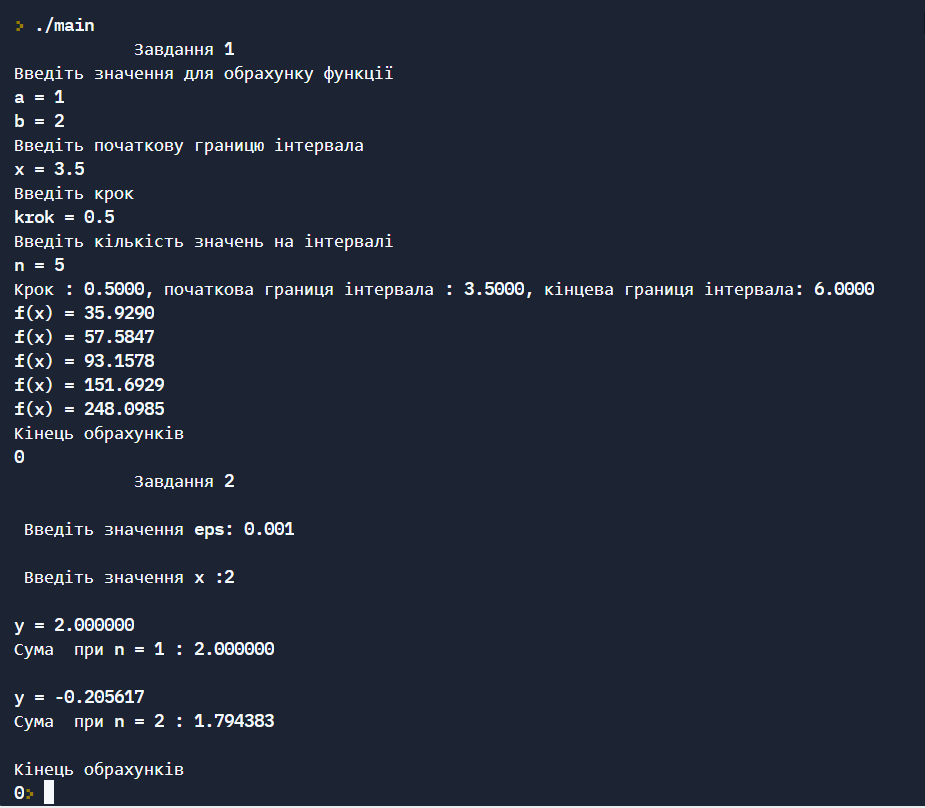 > ./main
Завдання 1
Введіть значення для обрахунку функції
a = 1
b = 2
Введіть початкову границю інтервала
x = 3.5
Введіть крок
krok = 0.5
Введіть кількість значень на інтервалі
n = 5
Крок : 0.5000, початкова границя інтервала : 3.5000, кінцева границя інтервала: 6.0000
f(x) = 35.9290
f(x) = 57.5847
f(x) = 93.1578
f(x) = 151.6929
f(x) = 248.0985
Кінець обрахунків
0
Завдання 2
Введіть значення eps: 0.001
Введіть значення x :2
y = 2.000000
Сума  при n = 1 : 2.000000
y = -0.205617
Сума  при n = 2 : 1.794383
Кінець обрахунків
0>